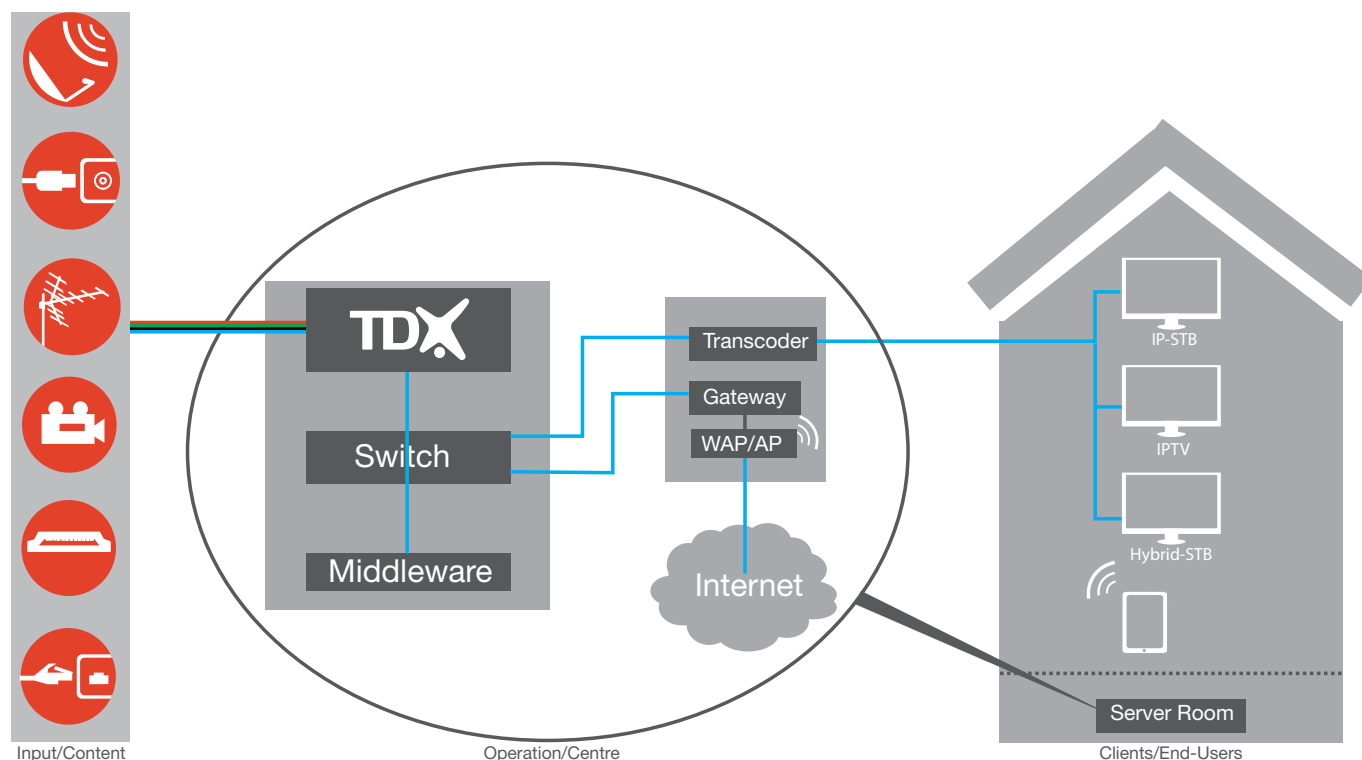 TDX
Switch
Middleware
Transcoder
Gateway
WAP/AP
Internet
IP-STB
IPTV
Hybrid-STB
Server Room
Input/Content
Operation/Centre
Clients/End-Users